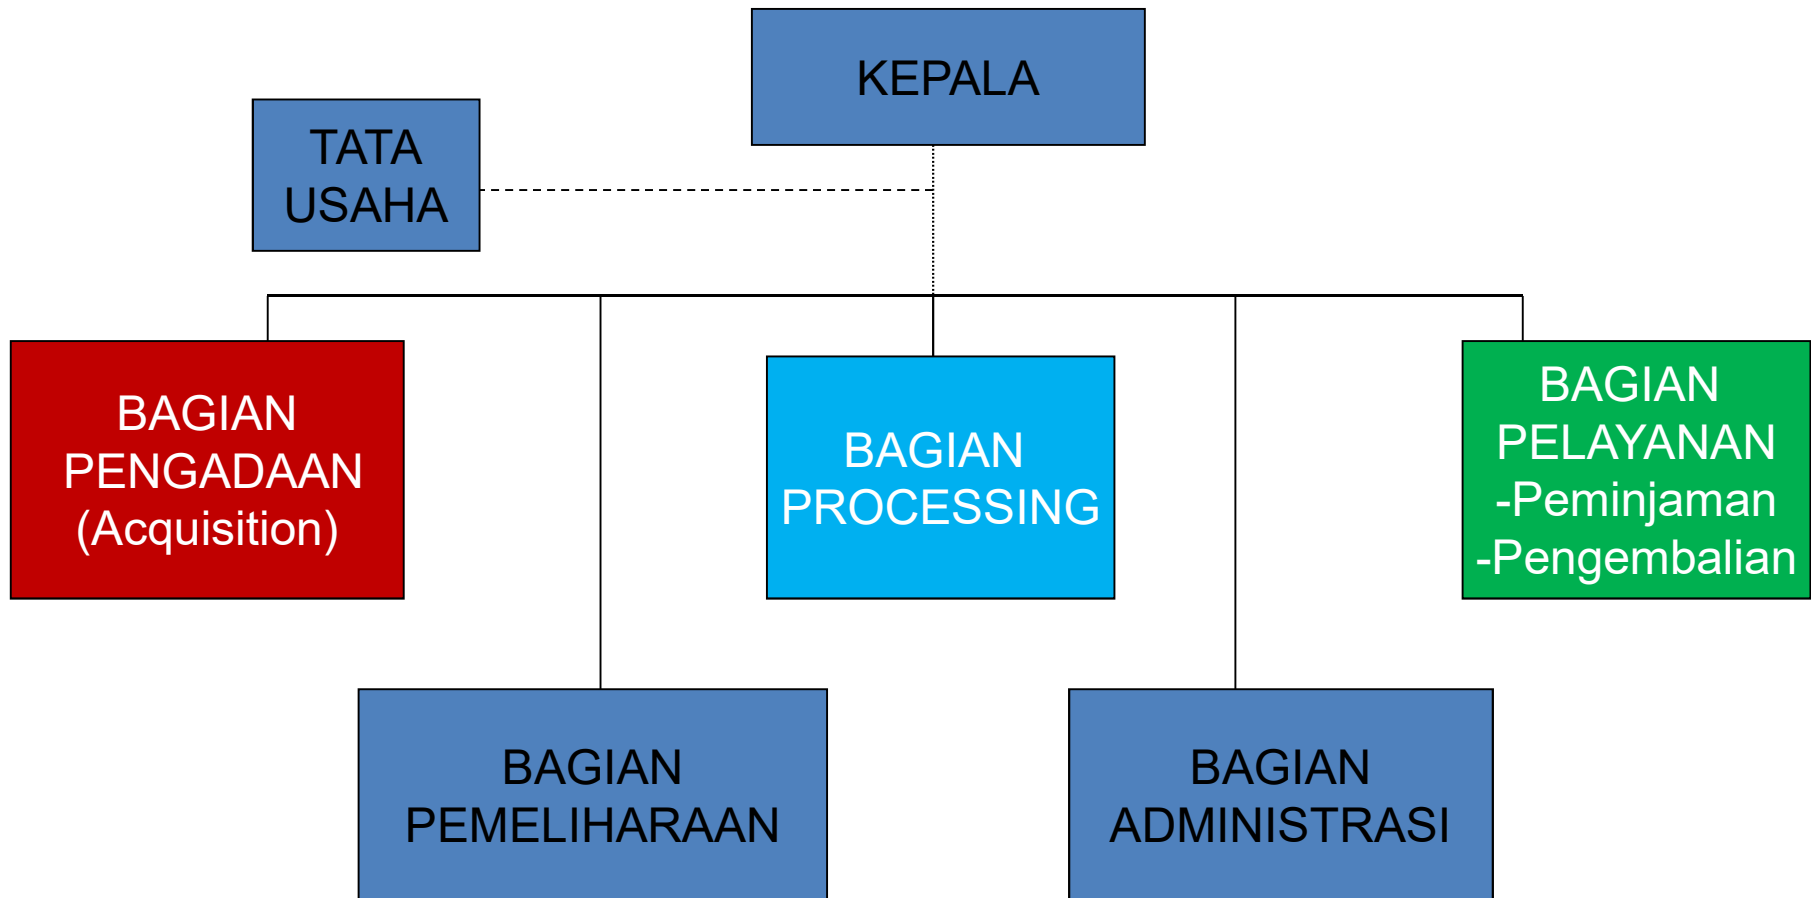 KEPALA
TATA
USAHA
BAGIAN
PENGADAAN
(Acquisition)
BAGIAN
PROCESSING
BAGIAN
PELAYANAN
-Peminjaman
-Pengembalian
BAGIAN
PEMELIHARAAN
BAGIAN
ADMINISTRASI